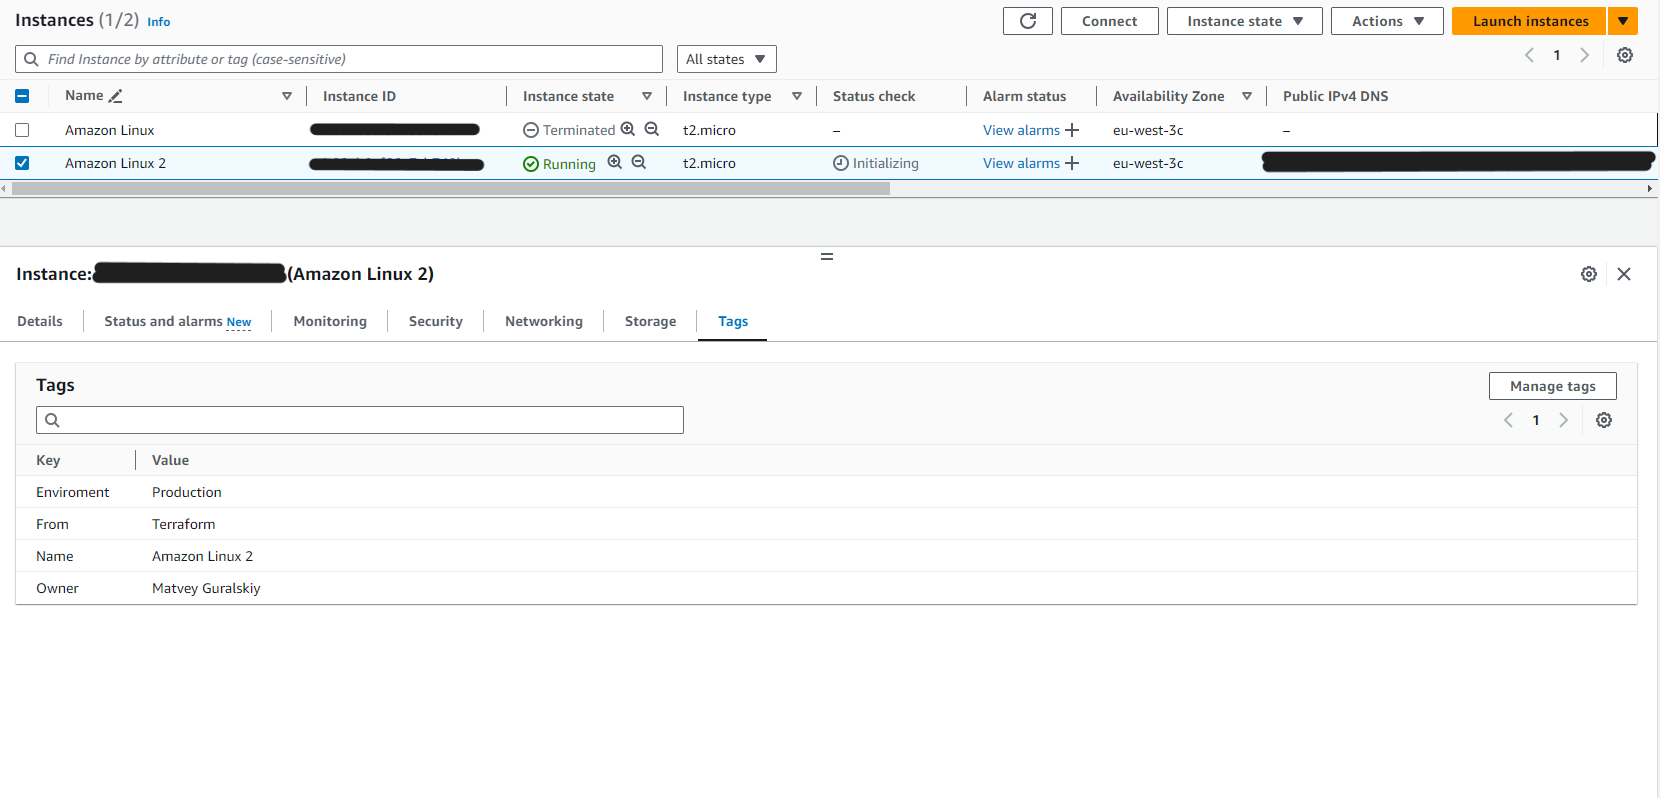 Instances (1/2) Info Connect Instance state Actions Launch instances
Find Instance by attribute or tag (case-sensitive) All states 1
Name Instance ID Instance state Instance type Status check Alarm status Availability Zone Public IPv4 DNS
Amazon Linux Terminated t2.micro – View alarms + eu-west-3c –
Amazon Linux 2 Running t2.micro Initializing View alarms + eu-west-3c
Instance: (Amazon Linux 2)
Details Status and alarms New Monitoring Security Networking Storage Tags
Tags Manage tags
1
Key Value
Enviroment Production
From Terraform
Name Amazon Linux 2
Owner Matvey Guralskiy